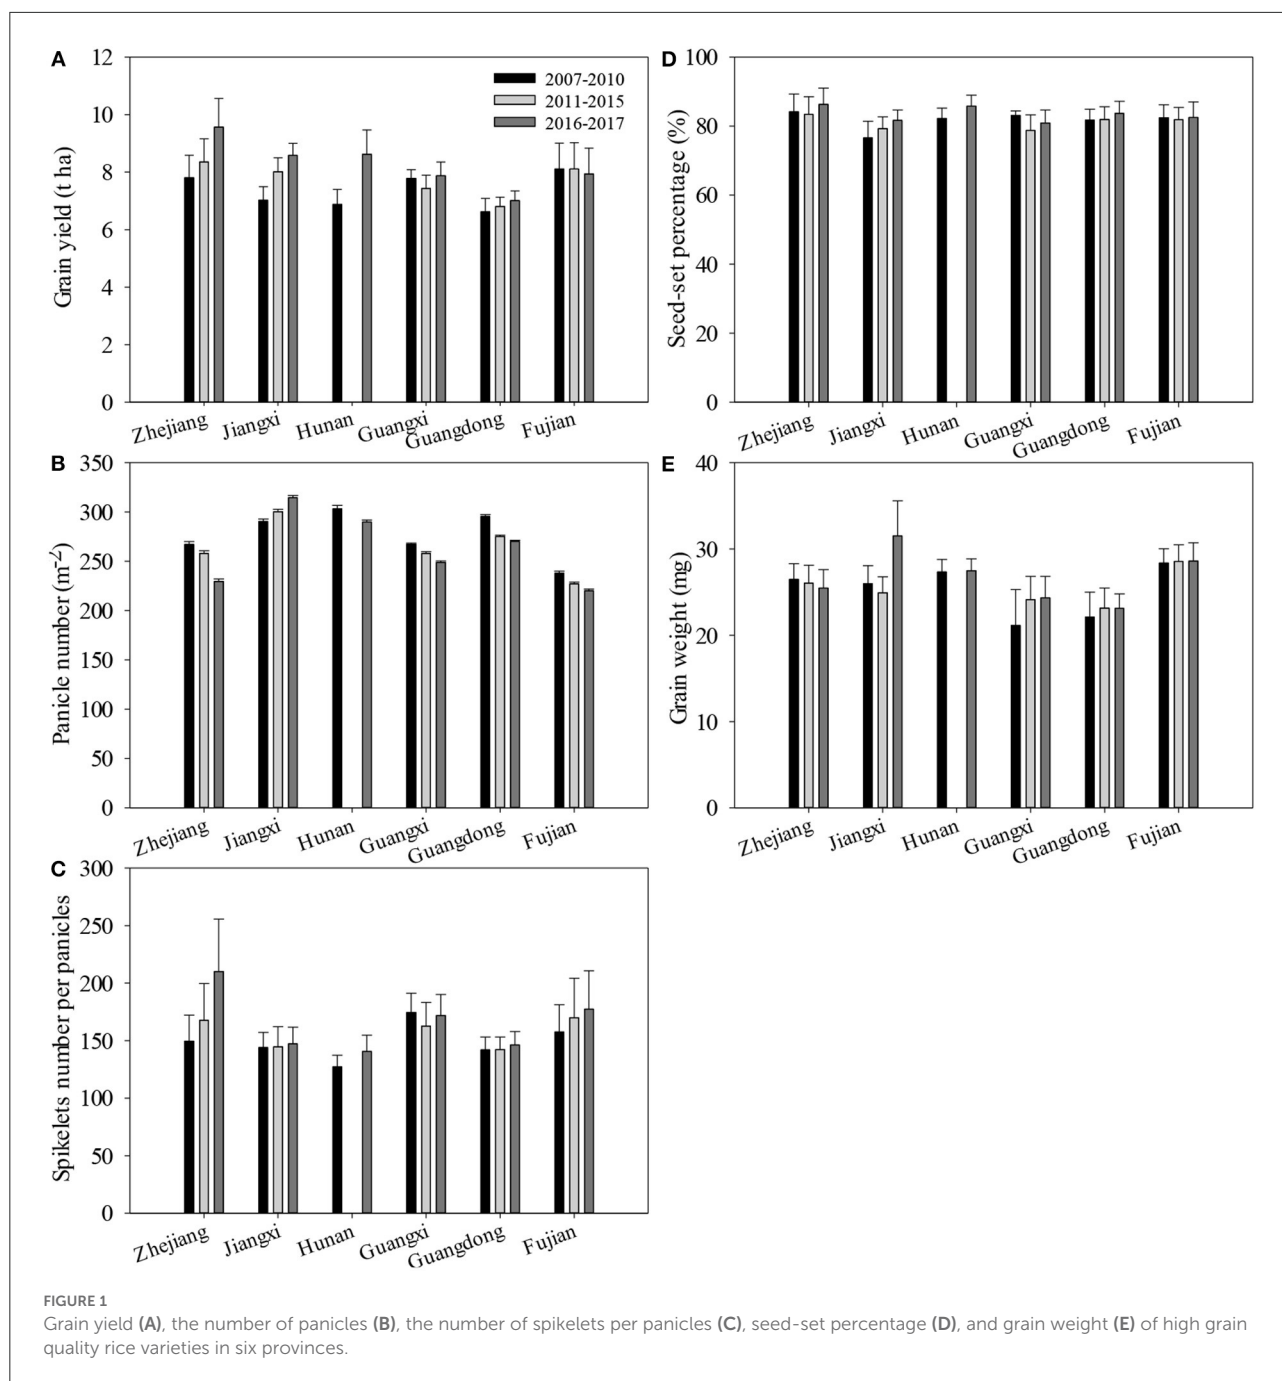 A
12
10
8
6
4
2
0
Grain yield (t ha)
2007-2010
2011-2015
2016-2017
Zhejiang
Jiangxi
Hunan
Guangxi
Guangdong
Fujian
D
100
80
60
40
20
0
Seed-set percentage (%)
Zhejiang
Jiangxi
Hunan
Guangxi
Guangdong
Fujian
B
350
300
250
200
150
100
50
0
Panicle number (m⁻²)
Zhejiang
Jiangxi
Hunan
Guangxi
Guangdong
Fujian
E
40
30
20
10
0
Grain weight (mg)
Zhejiang
Jiangxi
Hunan
Guangxi
Guangdong
Fujian
C
300
250
200
150
100
50
0
Spikelets number per panicles
Zhejiang
Jiangxi
Hunan
Guangxi
Guangdong
Fujian
FIGURE 1
Grain yield (A), the number of panicles (B), the number of spikelets per panicles (C), seed-set percentage (D), and grain weight (E) of high grain
quality rice varieties in six provinces.